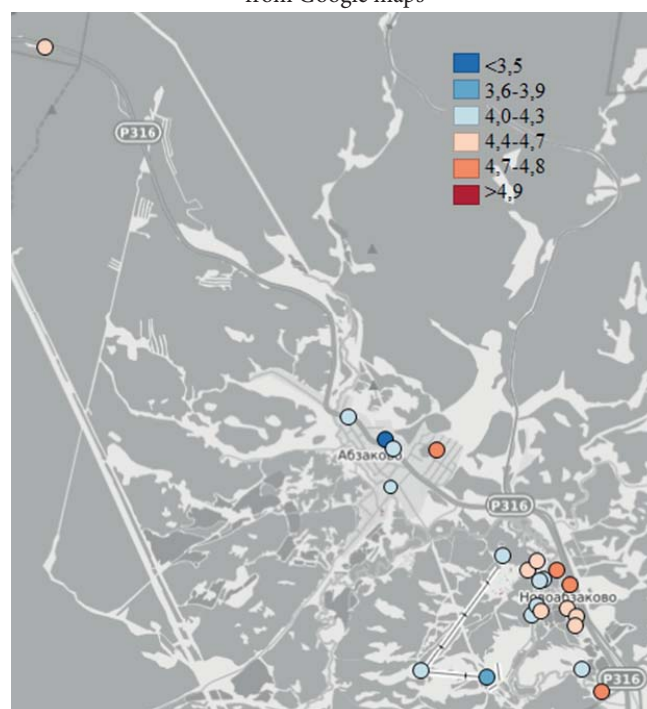 from Google maps
<3,5
3,6-3,9
4,0-4,3
4,4-4,7
4,7-4,8
>4,9
P316
Абзаково
P316
Новоабзаково
P316